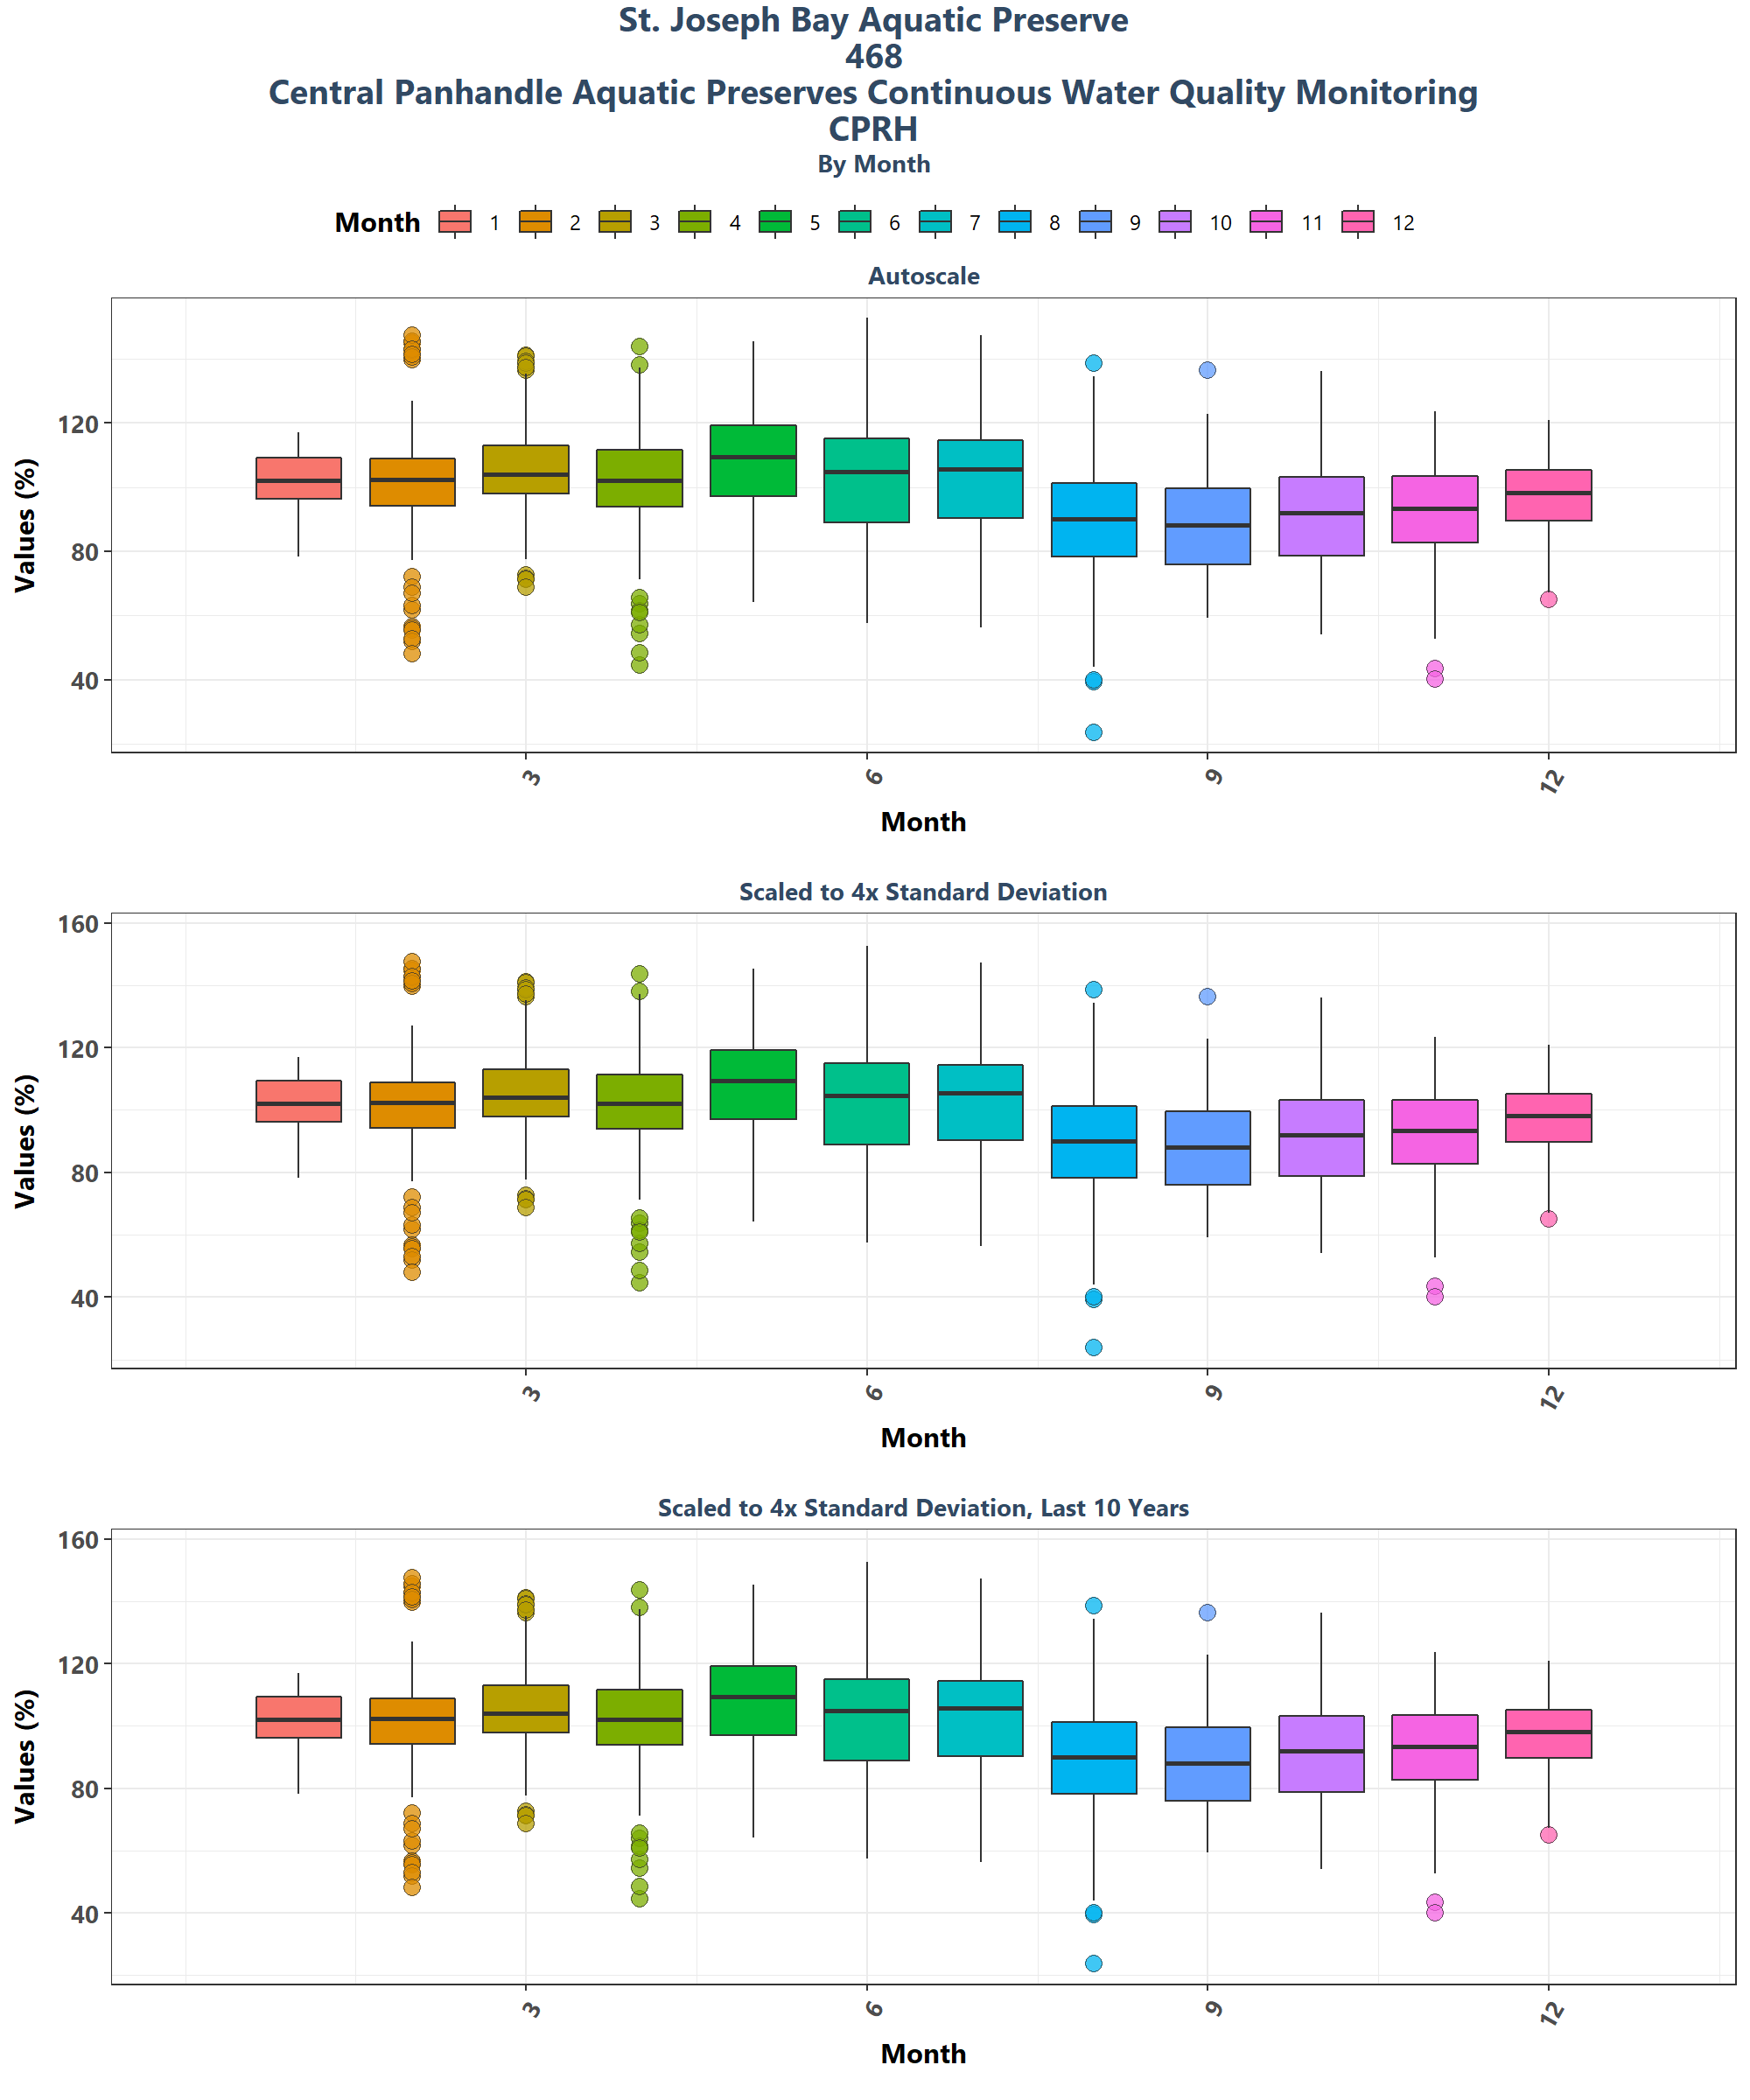 St. Joseph Bay Aquatic Preserve
468
Central Panhandle Aquatic Preserves Continuous Water Quality Monitoring
CPRH
By Month
Month 1 2 3 4 5 6 7 8 9 10 11 12
Autoscale
Values (%)
120
80
40
3 6 9 12
Month
Scaled to 4x Standard Deviation
Values (%)
160
120
80
40
3 6 9 12
Month
Scaled to 4x Standard Deviation, Last 10 Years
Values (%)
160
120
80
40
3 6 9 12
Month